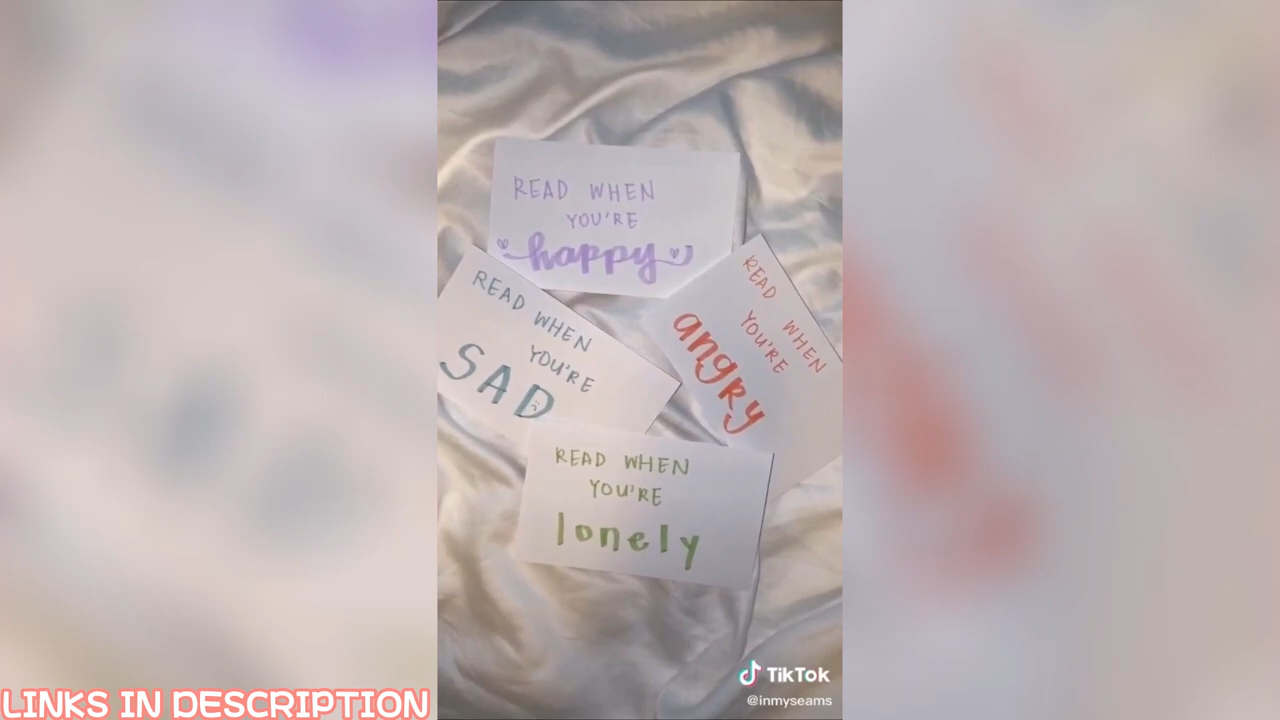 READ WHEN
YOU'RE
happy
READ WHEN
YOU'RE
SAD
READ WHEN
YOU'RE
angry
READ WHEN
YOU'RE
lonely
TikTok
@inmyseams
LINKS IN DESCRIPTION